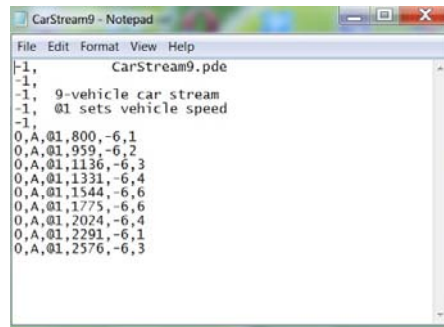 CarStream9 - Notepad
File Edit Format View Help
-1, CarStream9.pde
-1,
-1, 9-vehicle car stream
-1, @1 sets vehicle speed
-1,
0,A,@1,800,-6,1
0,A,@1,959,-6,2
0,A,@1,1136,-6,3
0,A,@1,1331,-6,4
0,A,@1,1544,-6,6
0,A,@1,1775,-6,6
0,A,@1,2024,-6,4
0,A,@1,2291,-6,1
0,A,@1,2576,-6,3